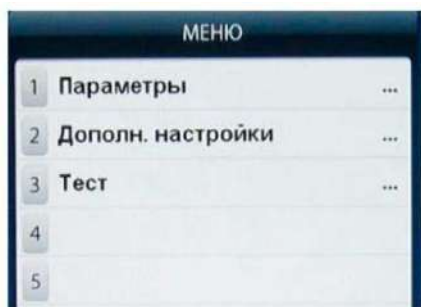 МЕНЮ
1 Параметры ...
2 Дополн. настройки ...
3 Тест ...
4
5